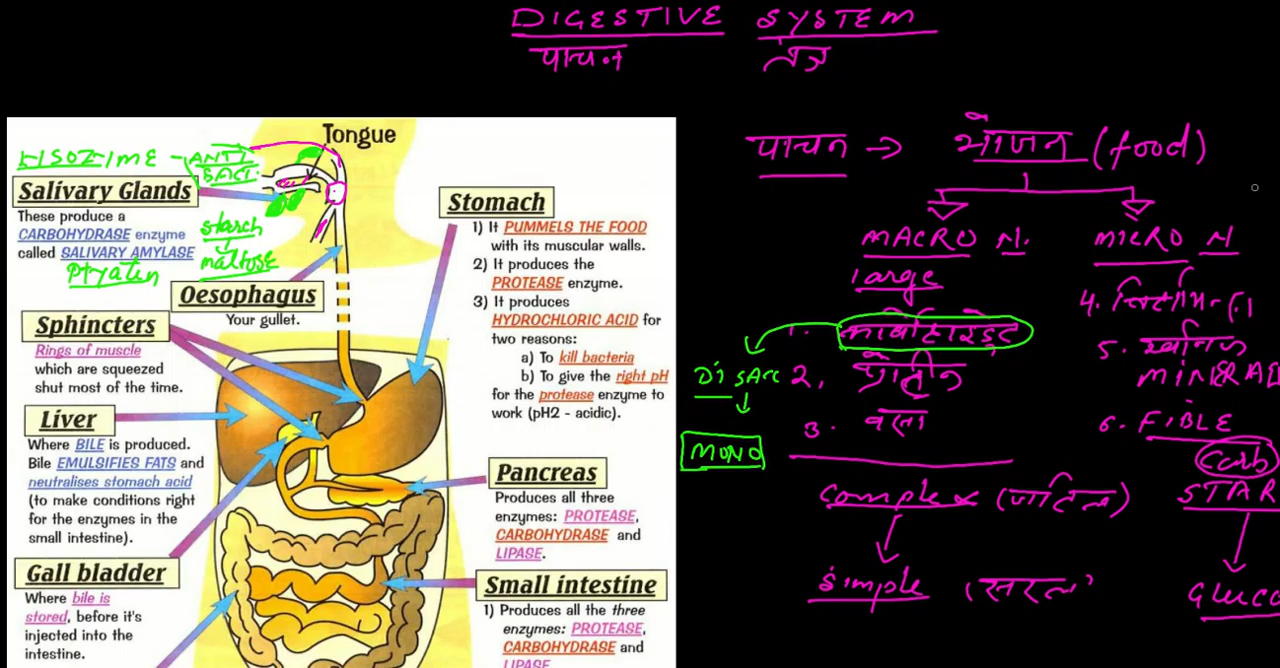 DIGESTIVE SYSTEM
पाचन तंत्र
Tongue
LISOZIME - ANTI
BACT.
Salivary Glands
These produce a
CARBOHYDRATE enzyme
called SALIVARY AMYLASE
starch
maltose
Ptyalin
Oesophagus
Your gullet.
Sphincters
Rings of muscle
which are squeezed
shut most of the time.
Liver
Where BILE is produced.
Bile EMULSIFIES FATS and
neutralises stomach acid
(to make conditions right
for the enzymes in the
small intestine).
Gall bladder
Where bile is
stored, before it's
injected into the
intestine.
Stomach
1) It PUMMELS THE FOOD
with its muscular walls.
2) It produces the
PROTEASE enzyme.
3) It produces
HYDROCHLORIC ACID for
two reasons:
a) To kill bacteria
b) To give the right pH
for the protease enzyme to
work (pH2 - acidic).
Pancreas
Produces all three
enzymes: PROTEASE,
CARBOHYDRASE and
LIPASE.
Small intestine
1) Produces all the three
enzymes: PROTEASE,
CARBOHYDRASE and
LIPASE
पाचन → भोजन (food)
MACRO N.
large
1. कार्बोहाइड्रेट
2. प्रोटीन
3. वसा
DiSAcc
MONO
MICRO N
4.
5. खनिज
MINERAL
6. FIBLE
Carb
complex (जटिल)
simple (सरल)
STAR
Gluco